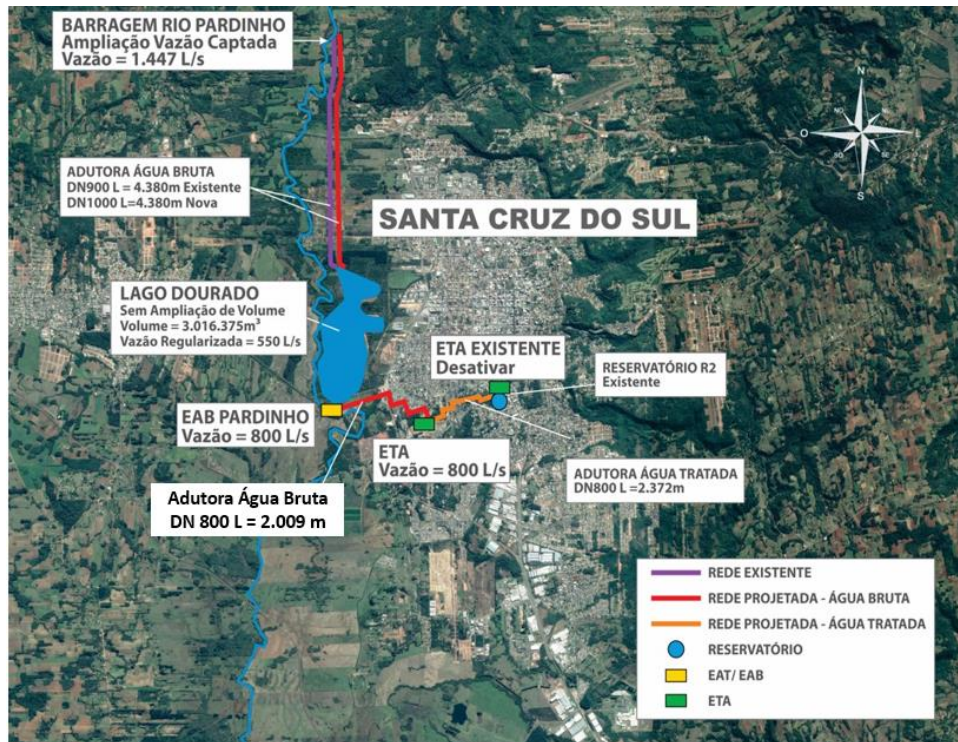 BARRAGEM RIO PARDINHO
Ampliação Vazão Captada
Vazão = 1.447 L/s
N
NO
NE
O
L
SO
SE
S
ADUTORA ÁGUA BRUTA
DN900 L = 4.380m Existente
DN1000 L=4.380m Nova
SANTA CRUZ DO SUL
LAGO DOURADO
Sem Ampliação de Volume
Volume = 3.016.375m³
Vazão Regularizada = 550 L/s
ETA EXISTENTE
Desativar
RESERVATÓRIO R2
Existente
EAB PARDINHO
Vazão = 800 L/s
ETA
Vazão = 800 L/s
ADUTORA ÁGUA TRATADA
DN800 L =2.372m
Adutora Água Bruta
DN 800 L = 2.009 m
REDE EXISTENTE
REDE PROJETADA - ÁGUA BRUTA
REDE PROJETADA - ÁGUA TRATADA
RESERVATÓRIO
EAT/ EAB
ETA